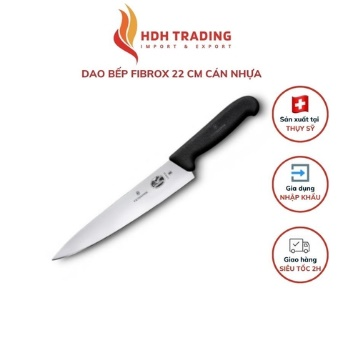 HDH TRADING
IMPORT & EXPORT
DAO BẾP FIBROX 22 CM CÁN NHỰA
Sản xuất tại
THỤY SỸ
Gia dụng
NHẬP KHẨU
Giao hàng
SIÊU TỐC 2H